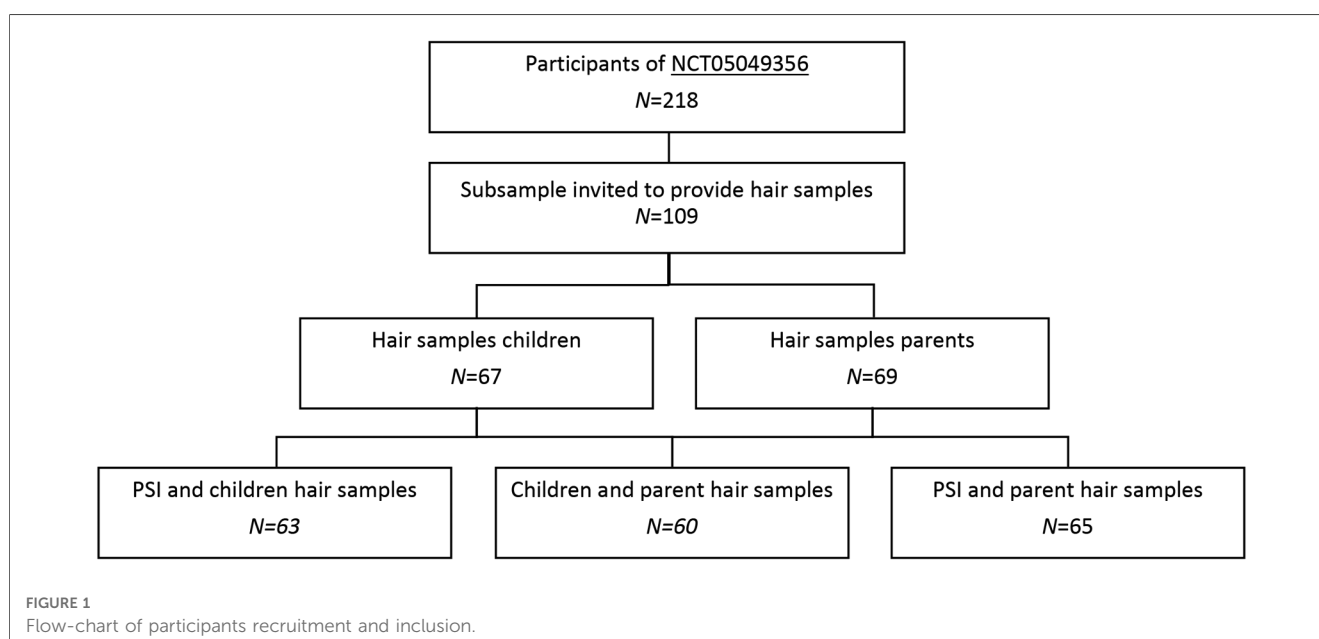 Participants of NCT05049356
N=218
Subsample invited to provide hair samples
N=109
Hair samples children
N=67
Hair samples parents
N=69
PSI and children hair samples
N=63
Children and parent hair samples
N=60
PSI and parent hair samples
N=65
FIGURE 1
Flow-chart of participants recruitment and inclusion.